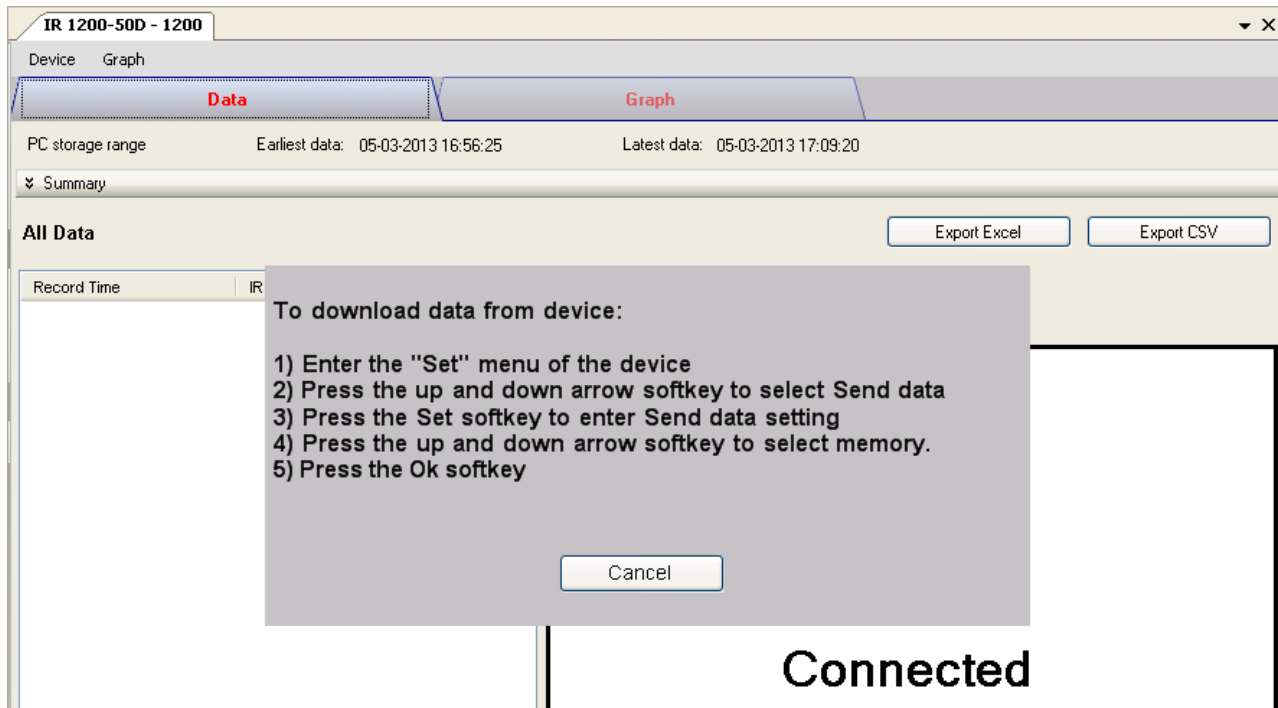 IR 1200-50D - 1200
Device Graph
Data Graph
PC storage range Earliest data: 05-03-2013 16:56:25 Latest data: 05-03-2013 17:09:20
Summary
All Data Export Excel Export CSV
Record Time IR
To download data from device:
1) Enter the "Set" menu of the device
2) Press the up and down arrow softkey to select Send data
3) Press the Set softkey to enter Send data setting
4) Press the up and down arrow softkey to select memory.
5) Press the Ok softkey
Cancel
Connected